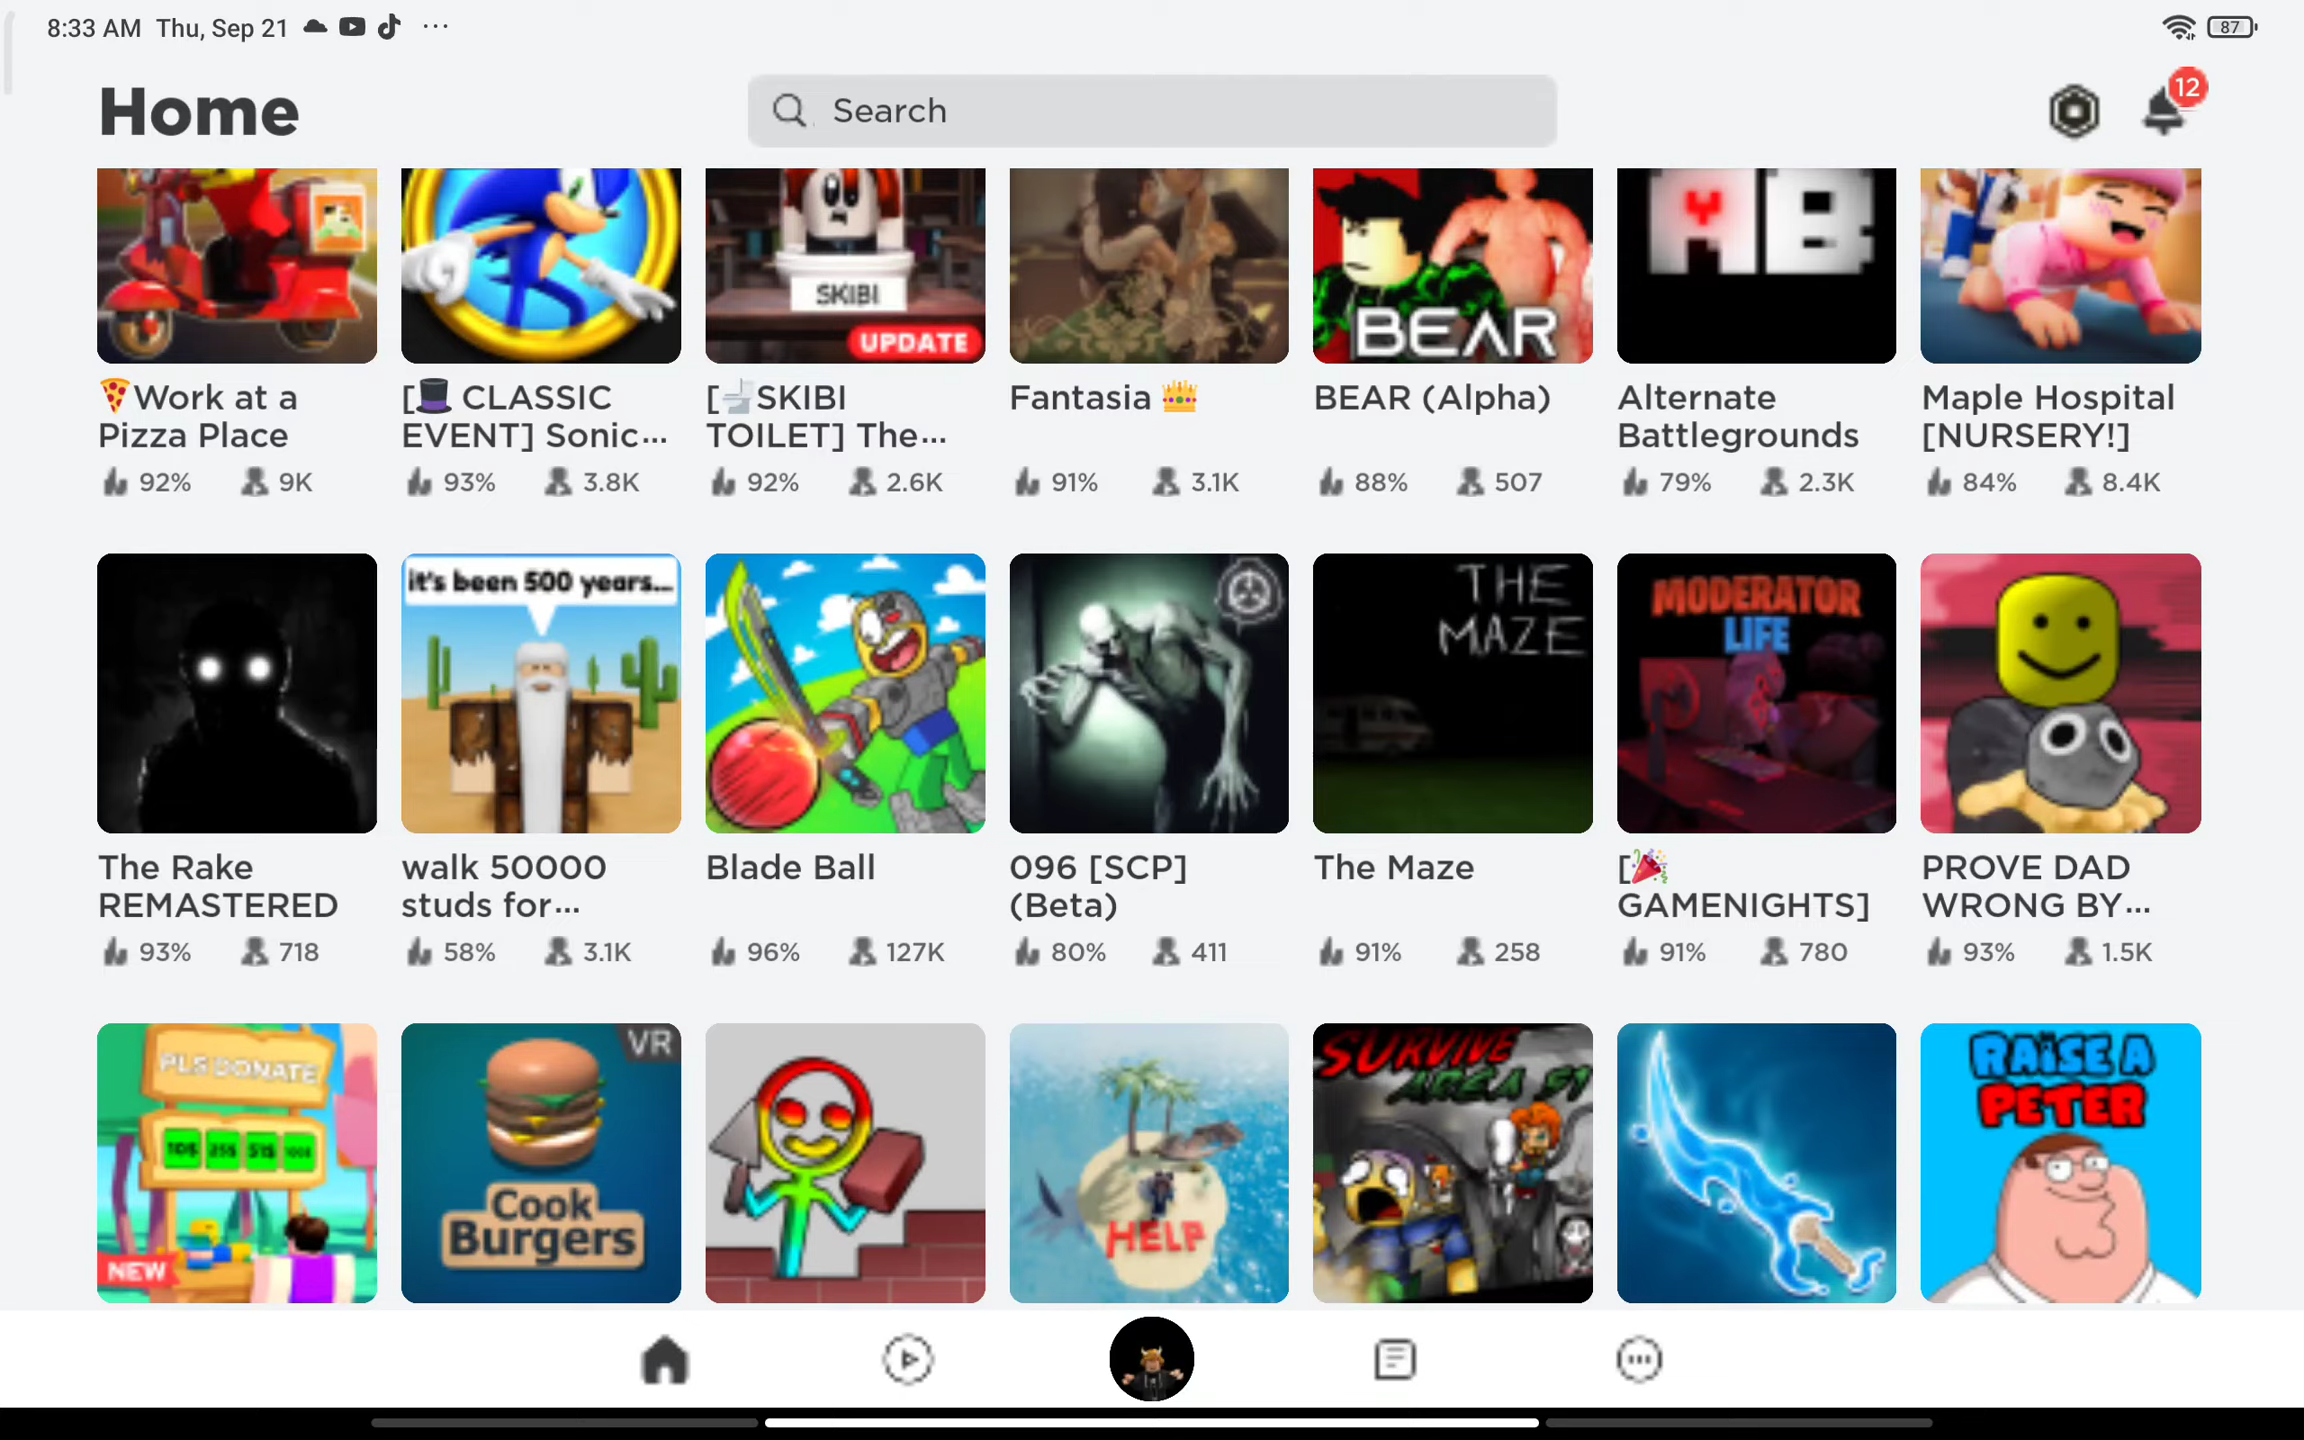 8:33 AM Thu, Sep 21 ...
87
Home
Search
12
SKIBI
UPDATE
BEAR
AB
🍕Work at a
Pizza Place
92% 9K
[🎩 CLASSIC
EVENT] Sonic...
93% 3.8K
[🚽SKIBI
TOILET] The...
92% 2.6K
Fantasia 👑
91% 3.1K
BEAR (Alpha)
88% 507
Alternate
Battlegrounds
79% 2.3K
Maple Hospital
[NURSERY!]
84% 8.4K
it's been 500 years...
THE
MAZE
MODERATOR
LIFE
The Rake
REMASTERED
93% 718
walk 50000
studs for...
58% 3.1K
Blade Ball
96% 127K
096 [SCP]
(Beta)
80% 411
The Maze
91% 258
[🎉
GAMENIGHTS]
91% 780
PROVE DAD
WRONG BY...
93% 1.5K
PLS DONATE
NEW
VR
Cook
Burgers
HELP
SURVIVE
AREA 51
RAISE A
PETER